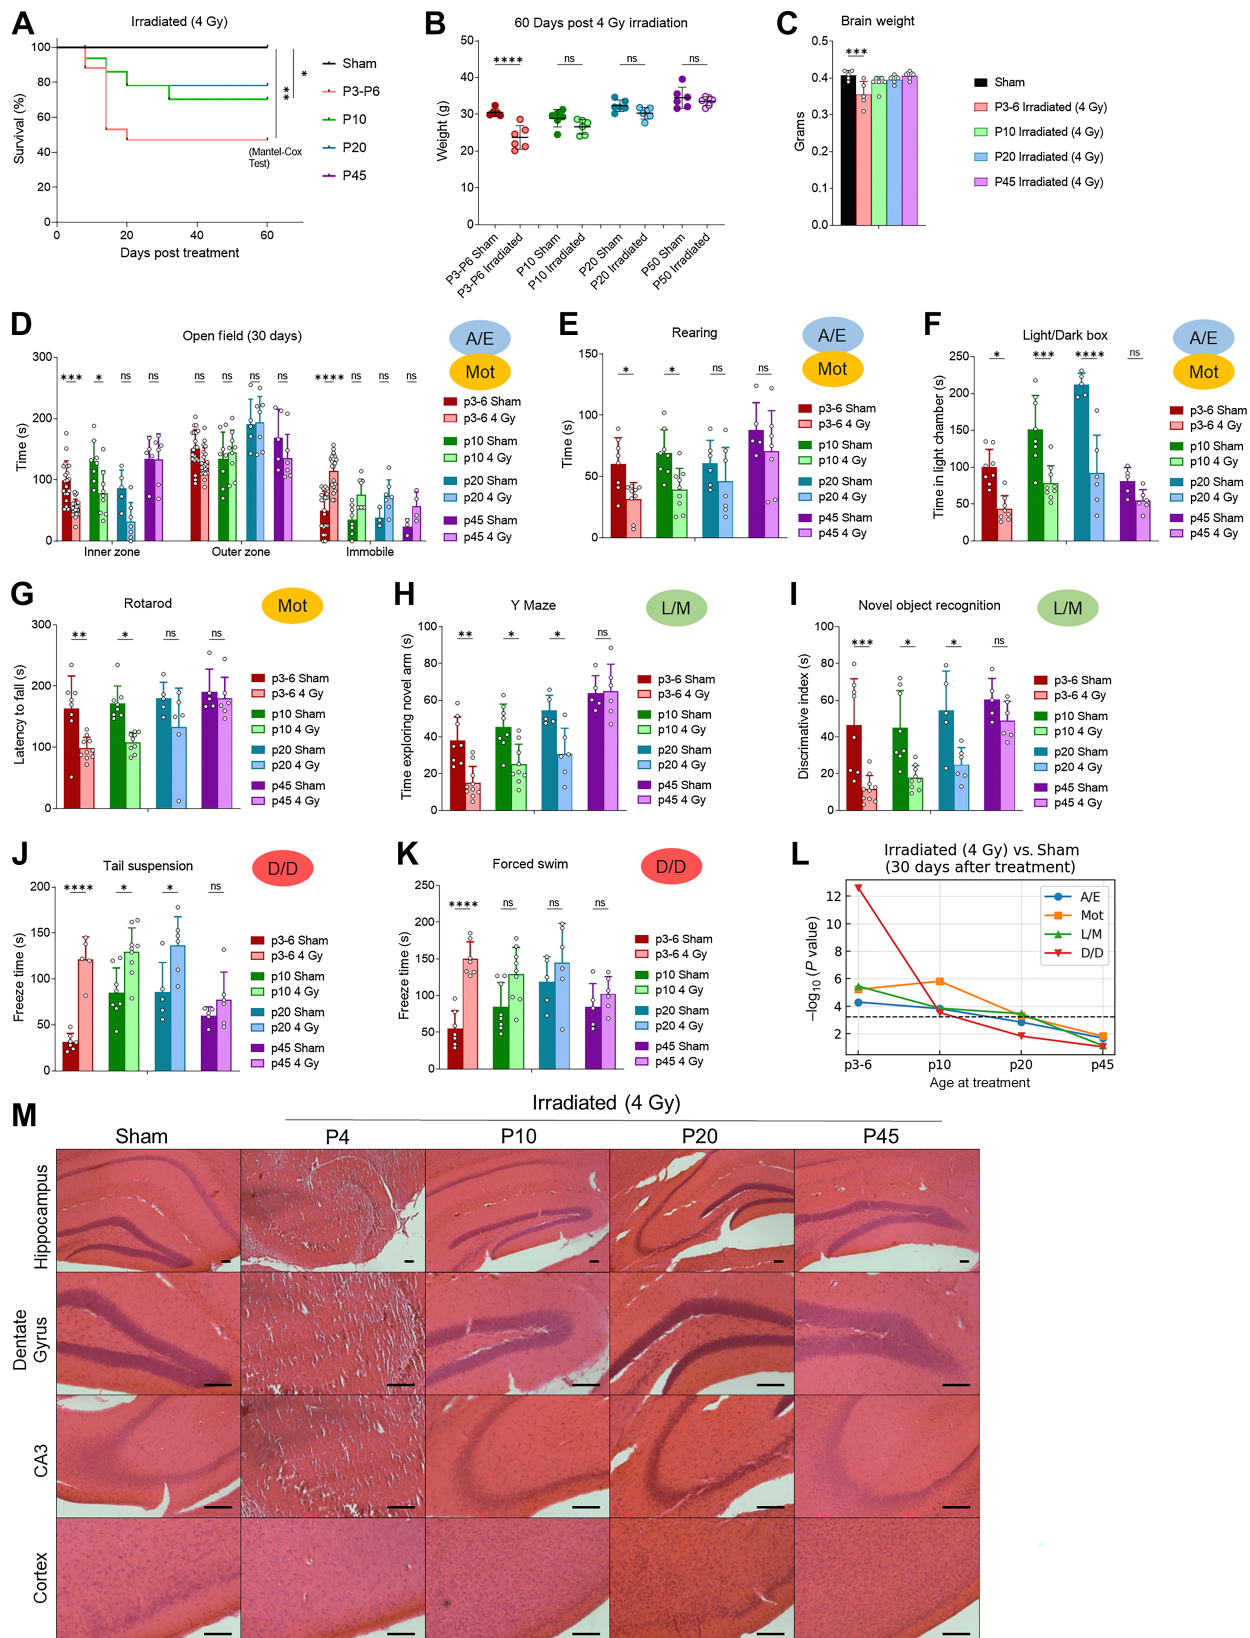 A
Irradiated (4 Gy)
Survival (%)
100
80
60
40
20
0
0
20
40
60
Days post treatment
**
*
(Mantel-Cox
Test)
Sham
P3-P6
P10
P20
P45
B
60 Days post 4 Gy irradiation
Weight (g)
50
40
30
20
10
0
****
ns
ns
ns
P3-P6 Sham
P3-P6 Irradiated
P10 Sham
P10 Irradiated
P20 Sham
P20 Irradiated
P50 Sham
P50 Irradiated
C
Brain weight
Grams
0.5
0.4
0.3
0.2
0.1
0.0
***
Sham
P3-6 Irradiated (4 Gy)
P10 Irradiated (4 Gy)
P20 Irradiated (4 Gy)
P45 Irradiated (4 Gy)
D
Open field (30 days)
A/E
Mot
Time (s)
300
200
100
0
***
*
ns
ns
ns
ns
ns
ns
****
ns
ns
ns
Inner zone
Outer zone
Immobile
p3-6 Sham
p3-6 4 Gy
p10 Sham
p10 4 Gy
p20 Sham
p20 4 Gy
p45 Sham
p45 4 Gy
E
Rearing
A/E
Mot
Time (s)
150
100
50
0
*
*
ns
ns
p3-6 Sham
p3-6 4 Gy
p10 Sham
p10 4 Gy
p20 Sham
p20 4 Gy
p45 Sham
p45 4 Gy
F
Light/Dark box
A/E
Mot
Time in light chamber (s)
250
200
150
100
50
0
*
***
****
ns
p3-6 Sham
p3-6 4 Gy
p10 Sham
p10 4 Gy
p20 Sham
p20 4 Gy
p45 Sham
p45 4 Gy
G
Rotarod
Mot
Latency to fall (s)
300
200
100
0
**
*
ns
ns
p3-6 Sham
p3-6 4 Gy
p10 Sham
p10 4 Gy
p20 Sham
p20 4 Gy
p45 Sham
p45 4 Gy
H
Y Maze
L/M
Time exploring novel arm (s)
100
80
60
40
20
0
**
*
*
ns
p3-6 Sham
p3-6 4 Gy
p10 Sham
p10 4 Gy
p20 Sham
p20 4 Gy
p45 Sham
p45 4 Gy
I
Novel object recognition
L/M
Discrimative index (s)
100
80
60
40
20
0
***
*
*
ns
p3-6 Sham
p3-6 4 Gy
p10 Sham
p10 4 Gy
p20 Sham
p20 4 Gy
p45 Sham
p45 4 Gy
J
Tail suspension
D/D
Freeze time (s)
200
150
100
50
0
****
*
*
ns
p3-6 Sham
p3-6 4 Gy
p10 Sham
p10 4 Gy
p20 Sham
p20 4 Gy
p45 Sham
p45 4 Gy
K
Forced swim
D/D
Freeze time (s)
250
200
150
100
50
0
****
ns
ns
ns
p3-6 Sham
p3-6 4 Gy
p10 Sham
p10 4 Gy
p20 Sham
p20 4 Gy
p45 Sham
p45 4 Gy
L
Irradiated (4 Gy) vs. Sham
(30 days after treatment)
−log10 (P value)
12
10
8
6
4
2
A/E
Mot
L/M
D/D
p3-6
p10
p20
p45
Age at treatment
M
Irradiated (4 Gy)
Sham
P4
P10
P20
P45
Hippocampus
Dentate
Gyrus
CA3
Cortex